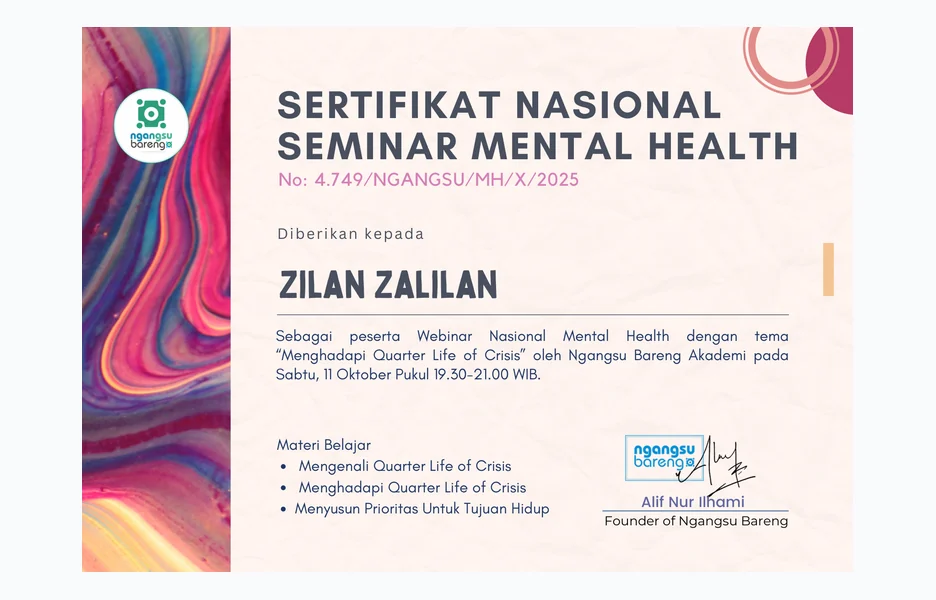 ngangsu
bareng
SERTIFIKAT NASIONAL
SEMINAR MENTAL HEALTH
No: 4.749/NGANGSU/MH/X/2025
Diberikan kepada
ZILAN ZALILAN
Sebagai peserta Webinar Nasional Mental Health dengan tema
“Menghadapi Quarter Life of Crisis” oleh Ngangsu Bareng Akademi pada
Sabtu, 11 Oktober Pukul 19.30-21.00 WIB.
Materi Belajar
• Mengenali Quarter Life of Crisis
• Menghadapi Quarter Life of Crisis
• Menyusun Prioritas Untuk Tujuan Hidup
ngangsu
bareng
Alif Nur Ilhami
Founder of Ngangsu Bareng